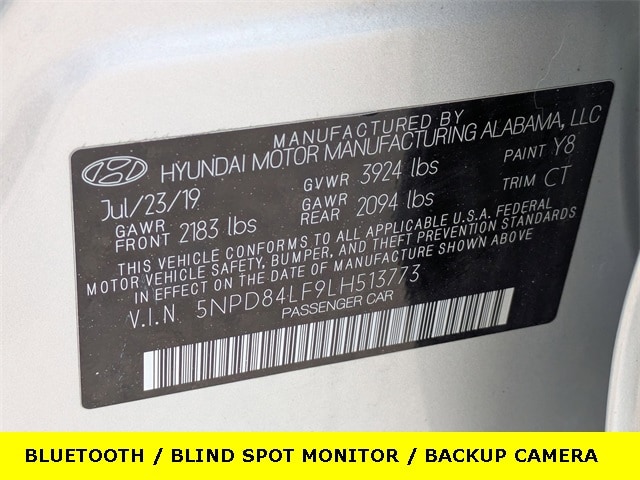 MANUFACTURED BY
HYUNDAI MOTOR MANUFACTURING ALABAMA, LLC
Jul/23/19 GVWR 3924 lbs PAINT Y8
GAWR FRONT 2183 lbs GAWR REAR 2094 lbs TRIM CT
THIS VEHICLE CONFORMS TO ALL APPLICABLE U.S.A. FEDERAL
MOTOR VEHICLE SAFETY, BUMPER, AND THEFT PREVENTION STANDARDS
IN EFFECT ON THE DATE OF MANUFACTURE SHOWN ABOVE
V.I.N 5NPD84LF9LH513773
PASSENGER CAR
BLUETOOTH / BLIND SPOT MONITOR / BACKUP CAMERA